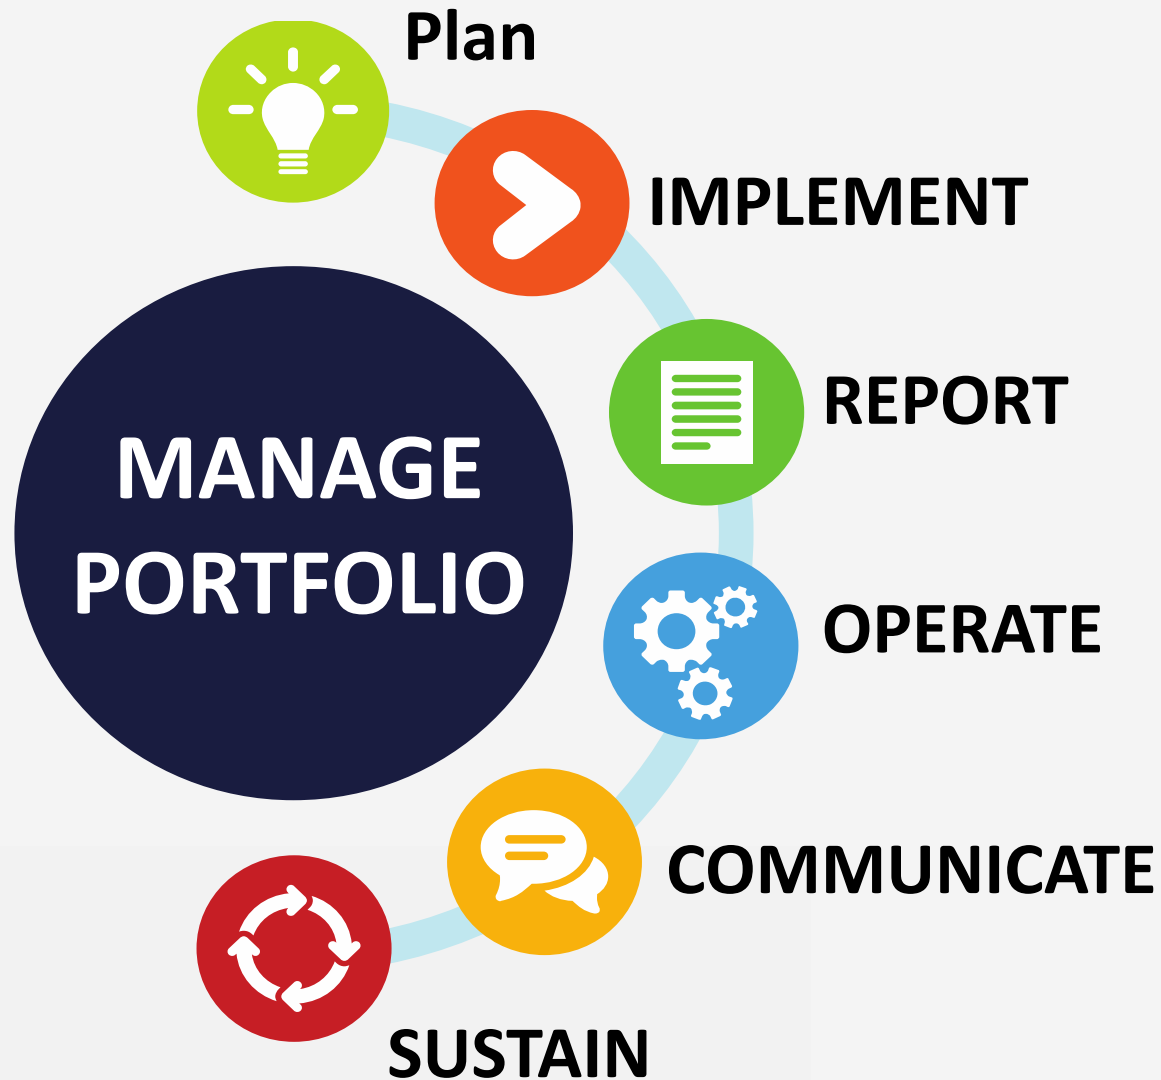 Plan
IMPLEMENT
REPORT
MANAGE
PORTFOLIO
OPERATE
COMMUNICATE
SUSTAIN